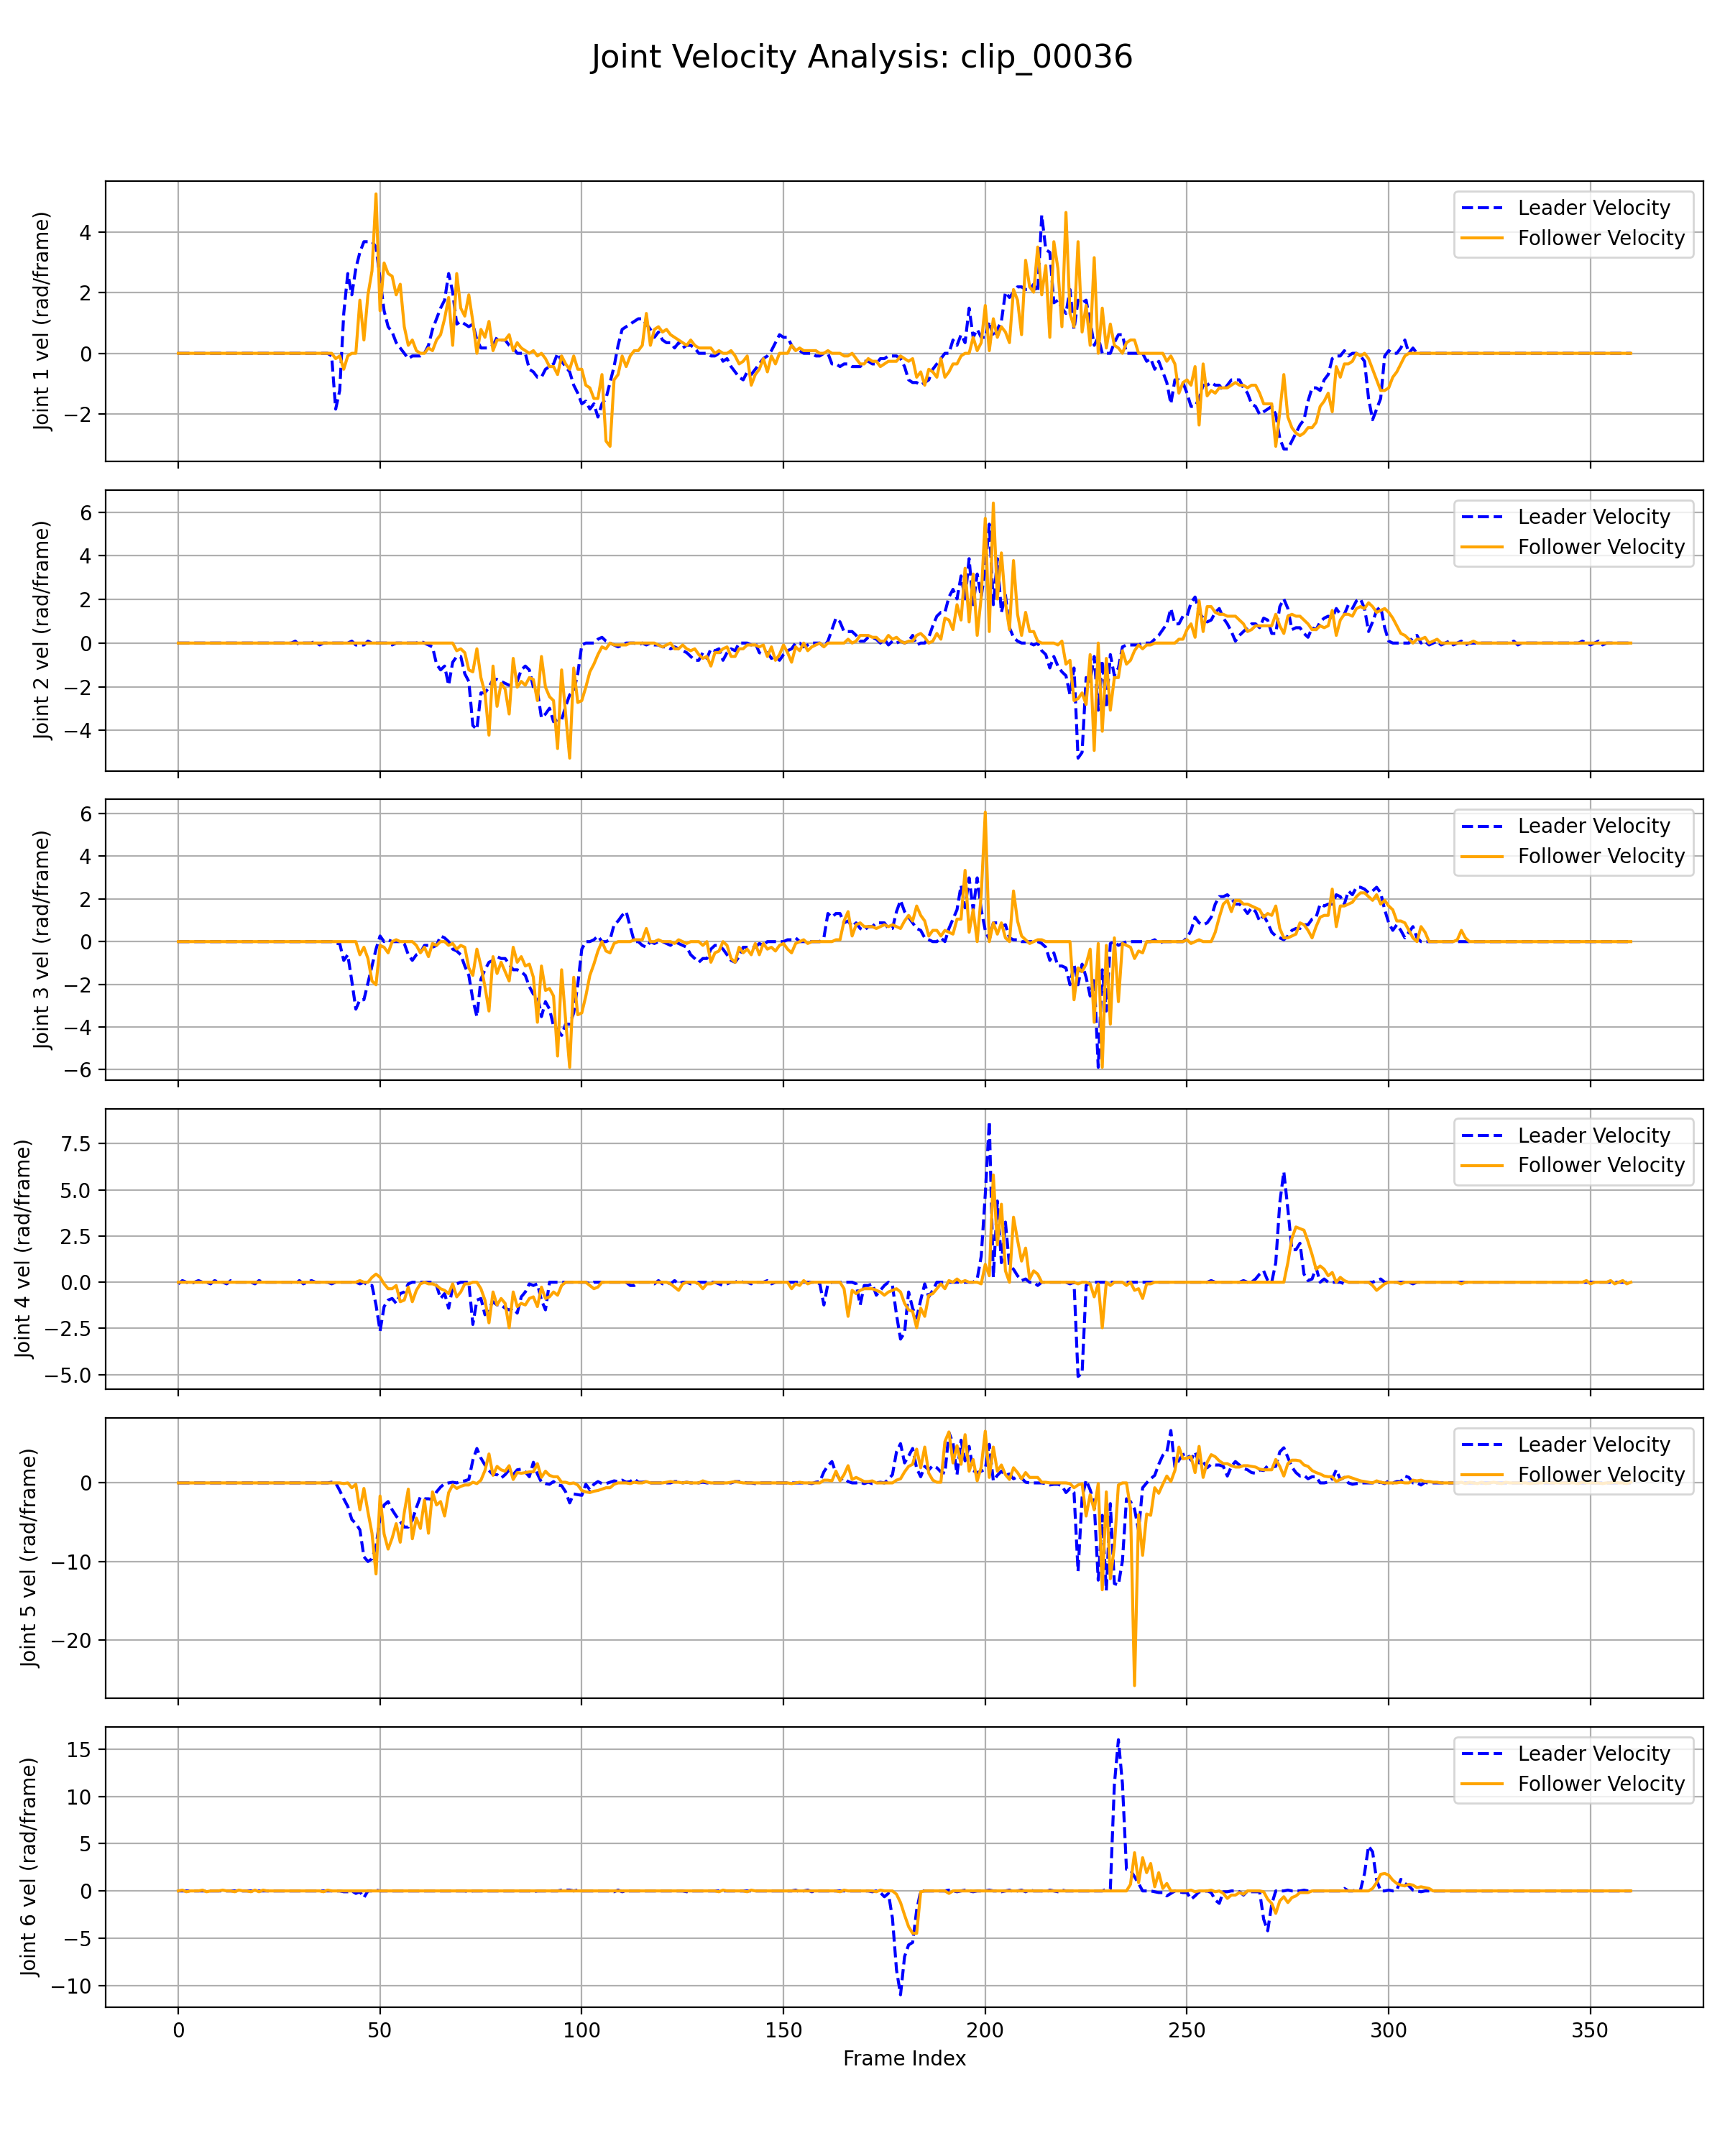 Joint Velocity Analysis: clip_00036
Joint 1 vel (rad/frame)
4
2
0
−2
Leader Velocity
Follower Velocity
Joint 2 vel (rad/frame)
6
4
2
0
−2
−4
Leader Velocity
Follower Velocity
Joint 3 vel (rad/frame)
6
4
2
0
−2
−4
−6
Leader Velocity
Follower Velocity
Joint 4 vel (rad/frame)
7.5
5.0
2.5
0.0
−2.5
−5.0
Leader Velocity
Follower Velocity
Joint 5 vel (rad/frame)
0
−10
−20
Leader Velocity
Follower Velocity
Joint 6 vel (rad/frame)
15
10
5
0
−5
−10
Leader Velocity
Follower Velocity
0 50 100 150 200 250 300 350
Frame Index